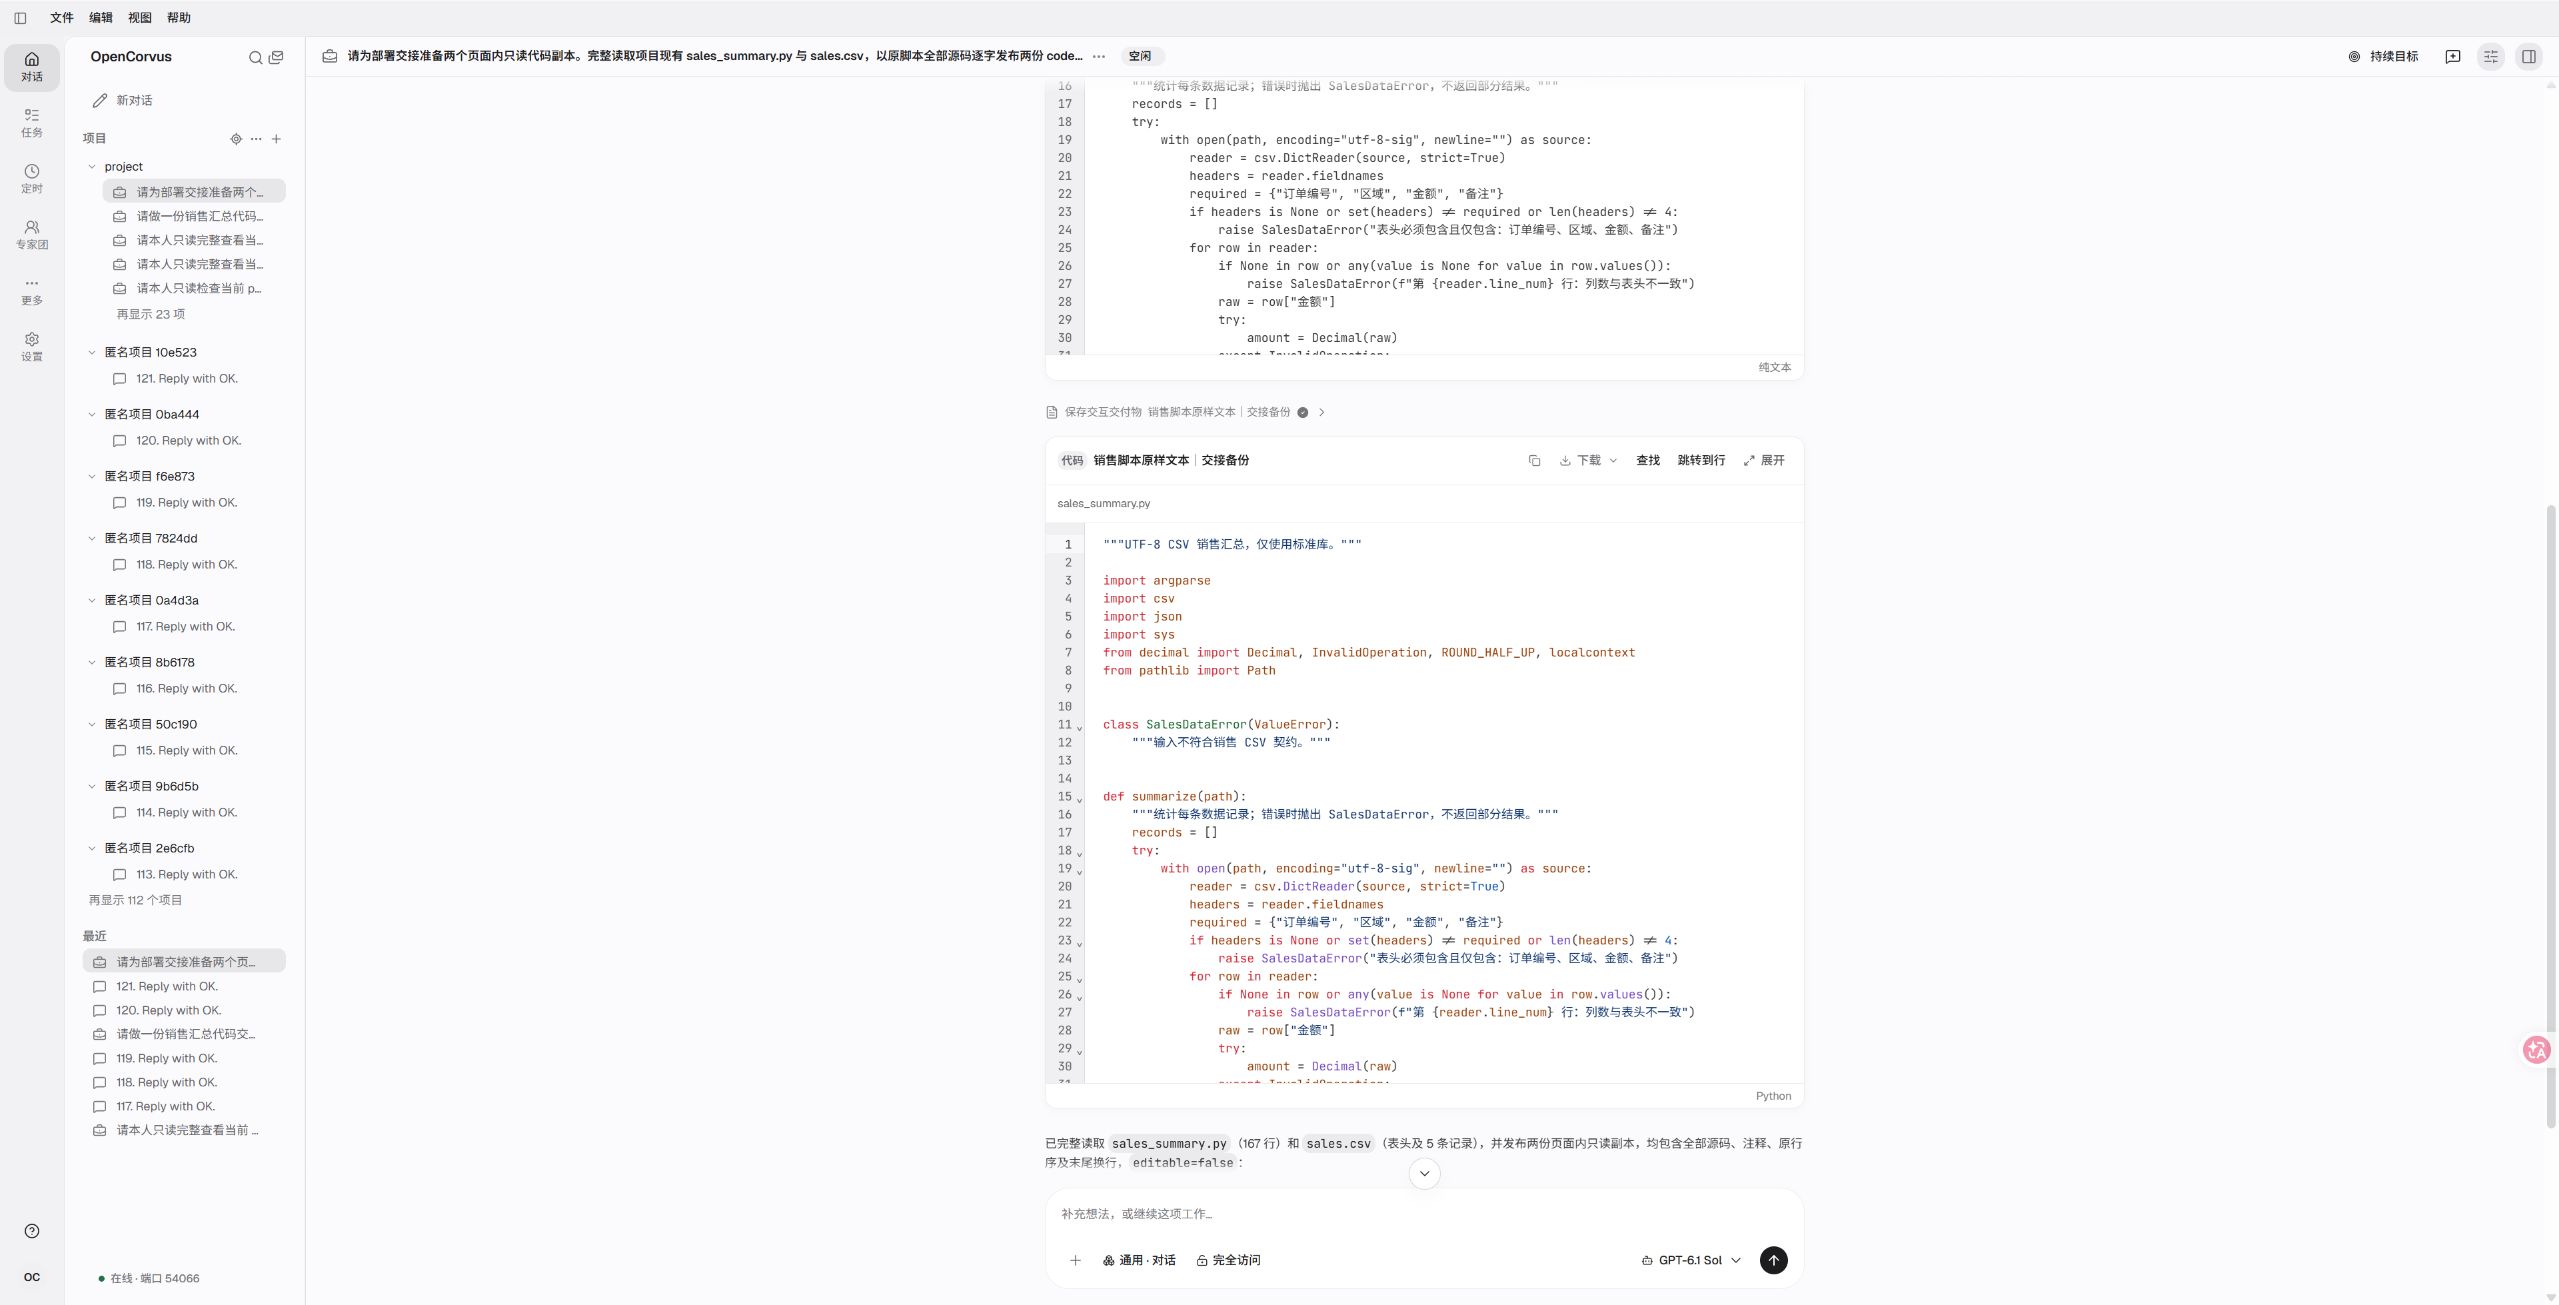 文件 编辑 视图 帮助
对话
任务
定时
专家团
更多
设置
OC
OpenCorvus
新对话
项目
project
请为部署交接准备两个...
请做一份销售汇总代码...
请本人只读完整查看当...
请本人只读完整查看当...
请本人只读检查当前 p...
再显示 23 项
匿名项目 10e523
121. Reply with OK.
匿名项目 0ba444
120. Reply with OK.
匿名项目 f6e873
119. Reply with OK.
匿名项目 7824dd
118. Reply with OK.
匿名项目 0a4d3a
117. Reply with OK.
匿名项目 8b6178
116. Reply with OK.
匿名项目 50c190
115. Reply with OK.
匿名项目 9b6d5b
114. Reply with OK.
匿名项目 2e6cfb
113. Reply with OK.
再显示 112 个项目
最近
请为部署交接准备两个页...
121. Reply with OK.
120. Reply with OK.
请做一份销售汇总代码交...
119. Reply with OK.
118. Reply with OK.
117. Reply with OK.
请本人只读完整查看当前 ...
在线 · 端口 54066
请为部署交接准备两个页面内只读代码副本。完整读取项目现有 sales_summary.py 与 sales.csv，以原脚本全部源码逐字发布两份 code... 空闲
持续目标
16 """统计每条数据记录；错误时抛出 SalesDataError，不返回部分结果。"""
17 records = []
18 try:
19 with open(path, encoding="utf-8-sig", newline="") as source:
20 reader = csv.DictReader(source, strict=True)
21 headers = reader.fieldnames
22 required = {"订单编号", "区域", "金额", "备注"}
23 if headers is None or set(headers) != required or len(headers) != 4:
24 raise SalesDataError("表头必须包含且仅包含：订单编号、区域、金额、备注")
25 for row in reader:
26 if None in row or any(value is None for value in row.values()):
27 raise SalesDataError(f"第 {reader.line_num} 行：列数与表头不一致")
28 raw = row["金额"]
29 try:
30 amount = Decimal(raw)
31 except InvalidOperation:
纯文本
保存交互交付物 销售脚本原样文本｜交接备份
代码 销售脚本原样文本｜交接备份 下载 查找 跳转到行 展开
sales_summary.py
1 """UTF-8 CSV 销售汇总，仅使用标准库。"""
2
3 import argparse
4 import csv
5 import json
6 import sys
7 from decimal import Decimal, InvalidOperation, ROUND_HALF_UP, localcontext
8 from pathlib import Path
9
10
11 class SalesDataError(ValueError):
12 """输入不符合销售 CSV 契约。"""
13
14
15 def summarize(path):
16 """统计每条数据记录；错误时抛出 SalesDataError，不返回部分结果。"""
17 records = []
18 try:
19 with open(path, encoding="utf-8-sig", newline="") as source:
20 reader = csv.DictReader(source, strict=True)
21 headers = reader.fieldnames
22 required = {"订单编号", "区域", "金额", "备注"}
23 if headers is None or set(headers) != required or len(headers) != 4:
24 raise SalesDataError("表头必须包含且仅包含：订单编号、区域、金额、备注")
25 for row in reader:
26 if None in row or any(value is None for value in row.values()):
27 raise SalesDataError(f"第 {reader.line_num} 行：列数与表头不一致")
28 raw = row["金额"]
29 try:
30 amount = Decimal(raw)
31 except InvalidOperation:
Python
已完整读取 sales_summary.py（167 行）和 sales.csv（表头及 5 条记录），并发布两份页面内只读副本，均包含全部源码、注释、原行
序及末尾换行，editable=false：
补充想法，或继续这项工作...
通用 · 对话 完全访问 GPT-6.1 Sol